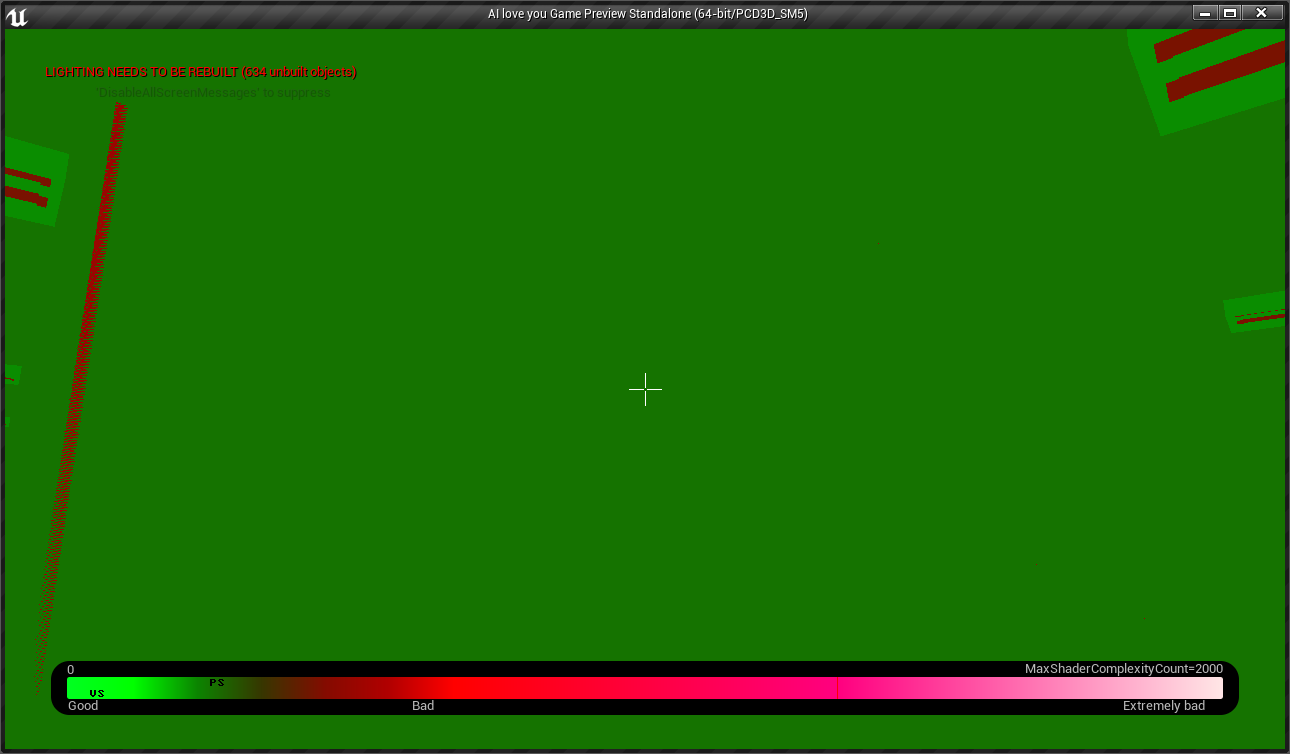 AI love you Game Preview Standalone (64-bit/PCD3D_SM5)
LIGHTING NEEDS TO BE REBUILT (634 unbuilt objects)
'DisableAllScreenMessages' to suppress
0 MaxShaderComplexityCount=2000
PS
VS
Good Bad Extremely bad